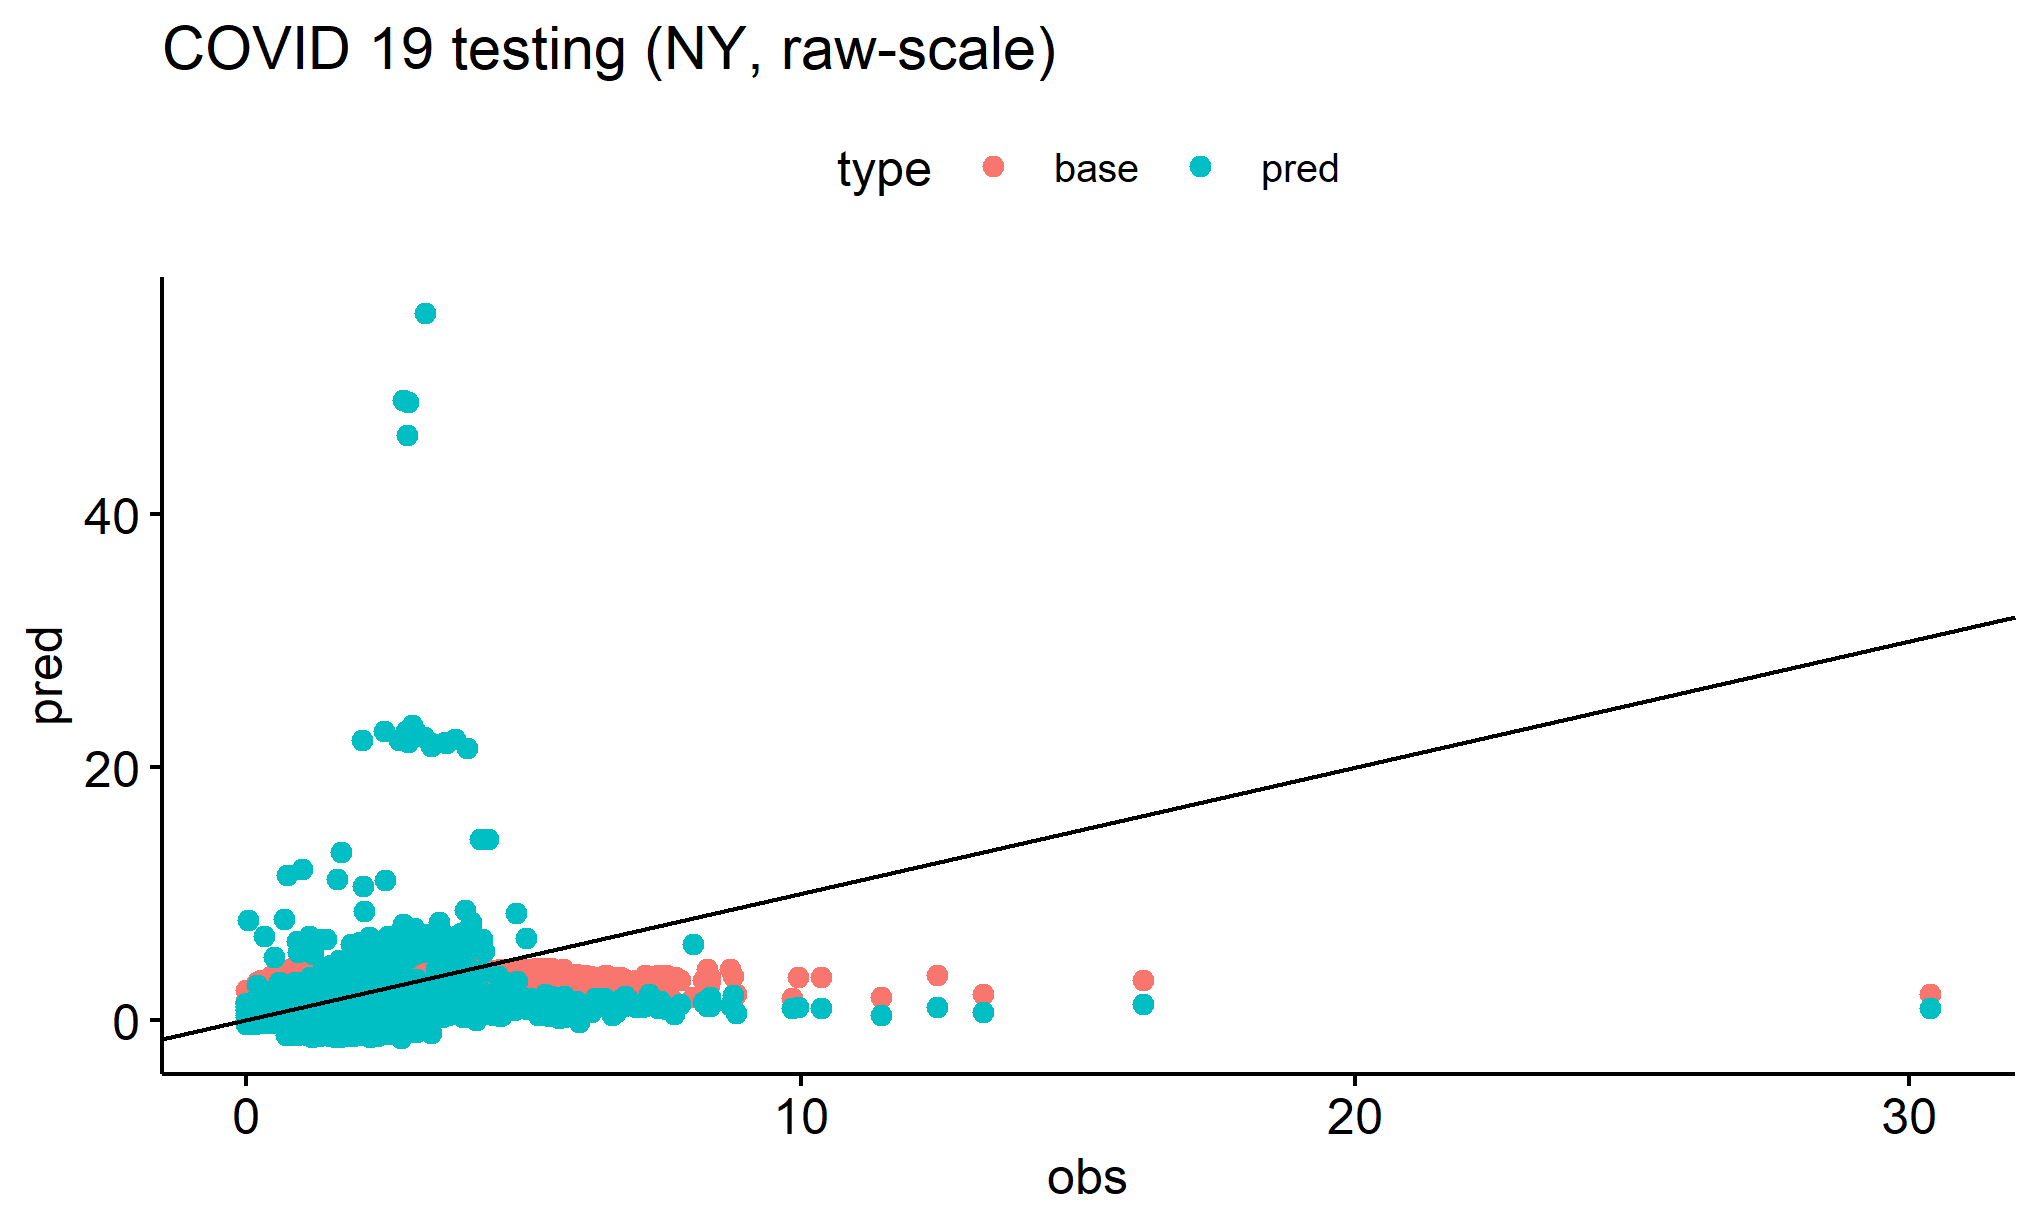 COVID 19 testing (NY, raw-scale)
type base pred
pred
40
20
0
0 10 20 30
obs